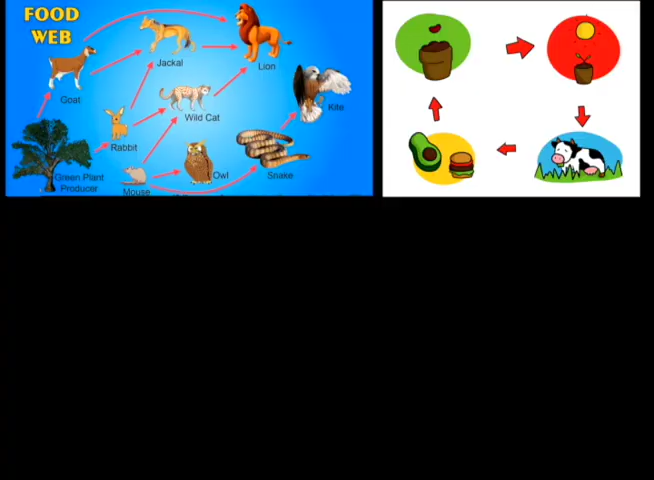 FOOD
WEB
Jackal
Lion
Goat
Kite
Wild Cat
Rabbit
Green Plant
Producer
Owl
Snake
Mouse